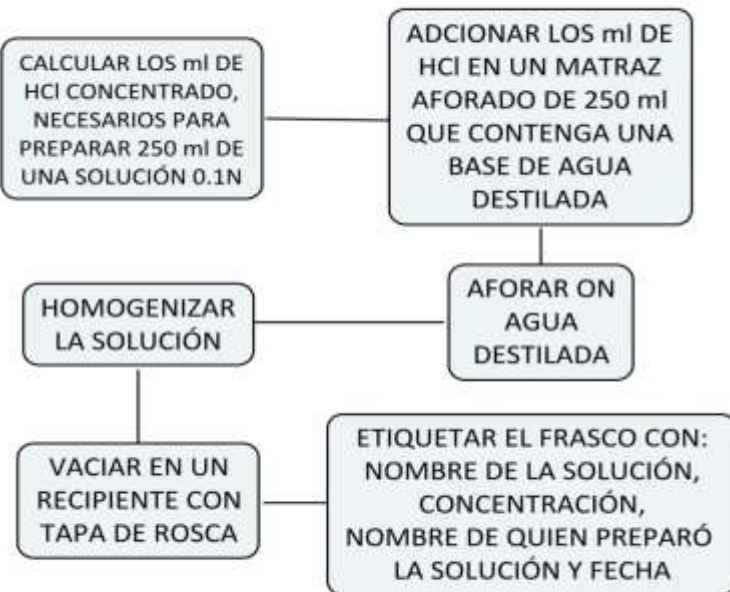 CALCULAR LOS ml DE
HCl CONCENTRADO,
NECESARIOS PARA
PREPARAR 250 ml DE
UNA SOLUCIÓN 0.1N
ADCIONAR LOS ml DE
HCl EN UN MATRAZ
AFORADO DE 250 ml
QUE CONTENGA UNA
BASE DE AGUA
DESTILADA
AFORAR ON
AGUA
DESTILADA
HOMOGENIZAR
LA SOLUCIÓN
VACIAR EN UN
RECIPIENTE CON
TAPA DE ROSCA
ETIQUETAR EL FRASCO CON:
NOMBRE DE LA SOLUCIÓN,
CONCENTRACIÓN,
NOMBRE DE QUIEN PREPARÓ
LA SOLUCIÓN Y FECHA